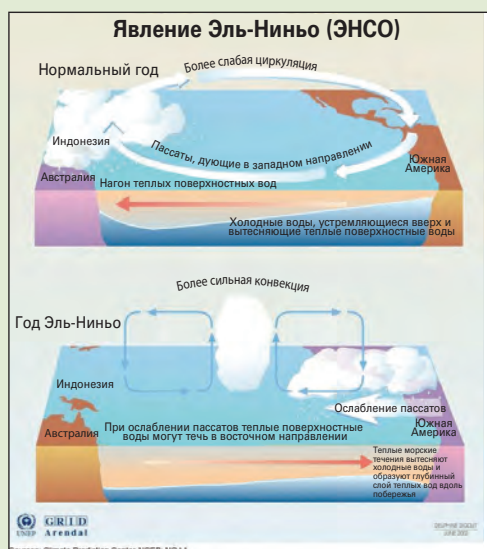 Явление Эль-Ниньо (ЭНСО)
Более слабая циркуляция
Нормальный год
Индонезия
Пассаты, дующие в западном направлении
Южная
Америка
Австралия
Нагон теплых поверхностных вод
Холодные воды, устремляющиеся вверх и
вытесняющие теплые поверхностные воды
Более сильная конвекция
Год Эль-Ниньо
Индонезия
Ослабление пассатов
Австралия
При ослаблении пассатов теплые поверхностные
воды могут течь в восточном направлении
Южная
Америка
Теплые морские
течения вытесняют
холодные воды и
образуют глубинный
слой теплых вод вдоль
побережья
UNEP
GRID
Arendal